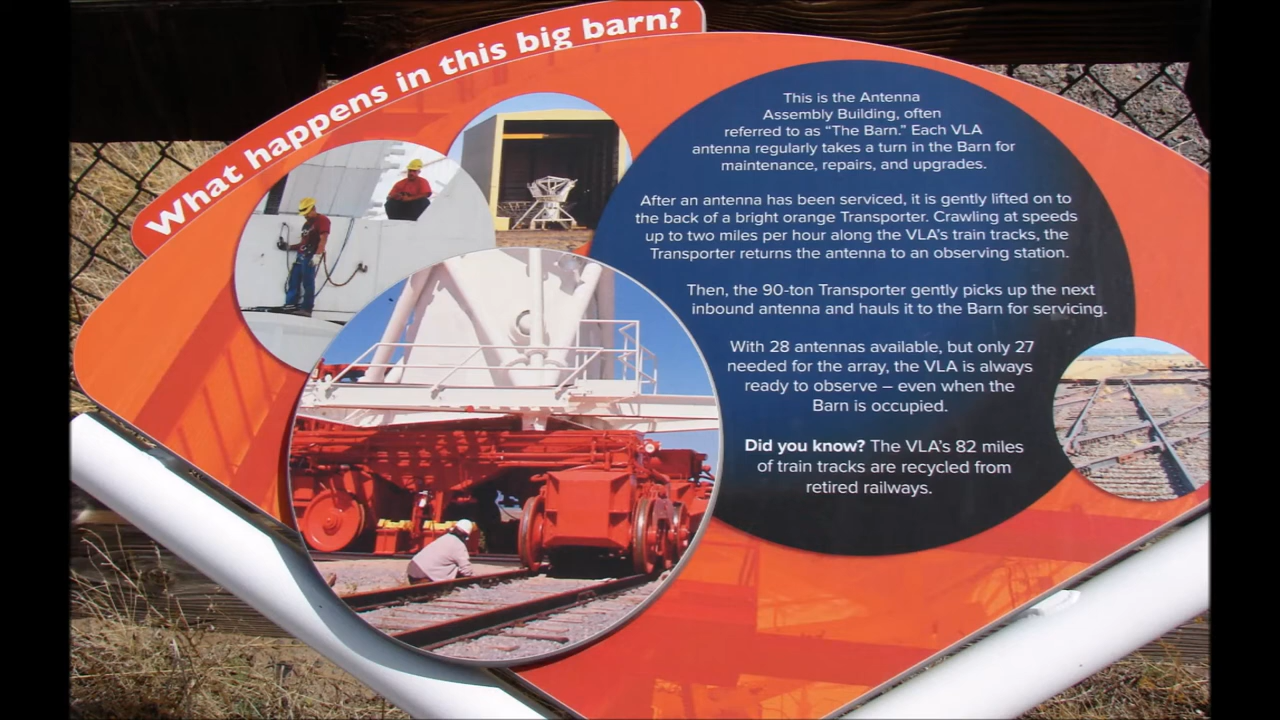 What happens in this big barn?
This is the Antenna
Assembly Building, often
referred to as “The Barn.” Each VLA
antenna regularly takes a turn in the Barn for
maintenance, repairs, and upgrades.
After an antenna has been serviced, it is gently lifted on to
the back of a bright orange Transporter. Crawling at speeds
up to two miles per hour along the VLA’s train tracks, the
Transporter returns the antenna to an observing station.
Then, the 90-ton Transporter gently picks up the next
inbound antenna and hauls it to the Barn for servicing.
With 28 antennas available, but only 27
needed for the array, the VLA is always
ready to observe – even when the
Barn is occupied.
Did you know? The VLA’s 82 miles
of train tracks are recycled from
retired railways.